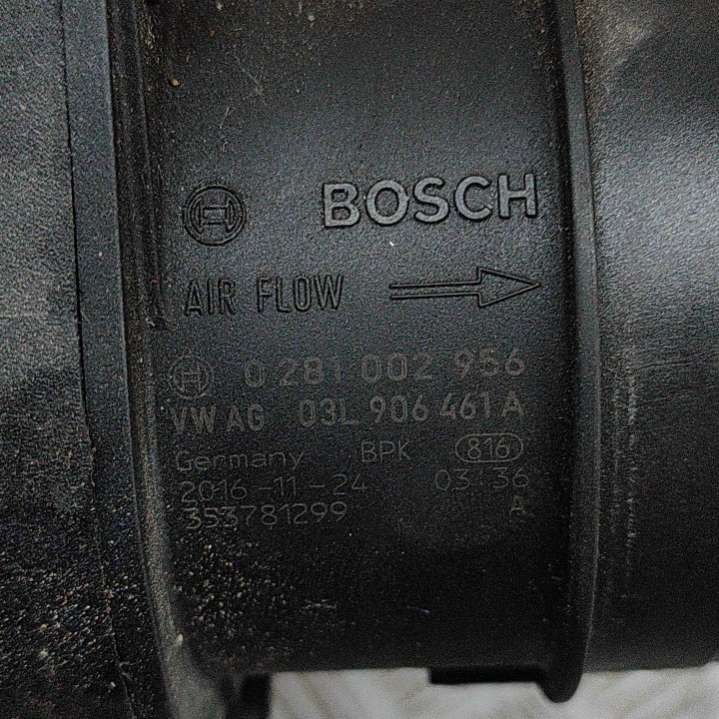 BOSCH
AIR FLOW
0 281 002 956
VW AG 03L 906 461 A
Germany BPK 816
2016-11-24 03:36
353781299 A